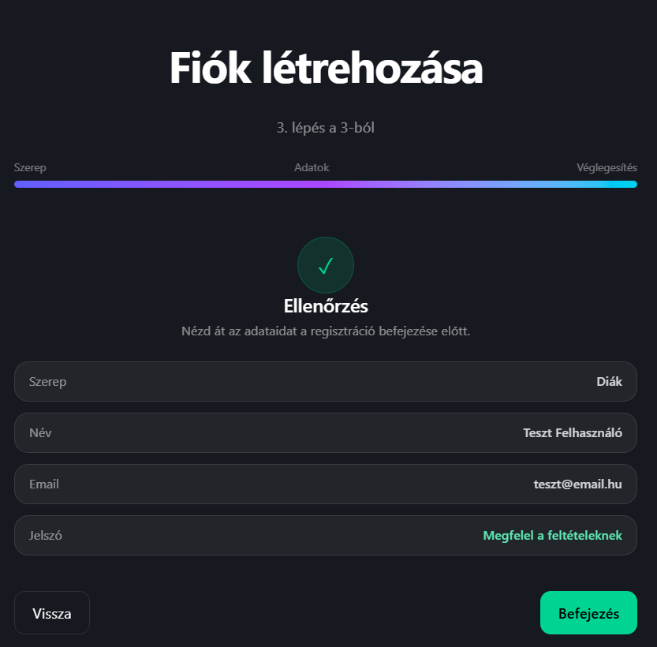 Fiók létrehozása
3. lépés a 3-ból
Szerep Adatok Véglegesítés
Ellenőrzés
Nézd át az adataidat a regisztráció befejezése előtt.
Szerep Diák
Név Teszt Felhasználó
Email teszt@email.hu
Jelszó Megfelel a feltételeknek
Vissza Befejezés